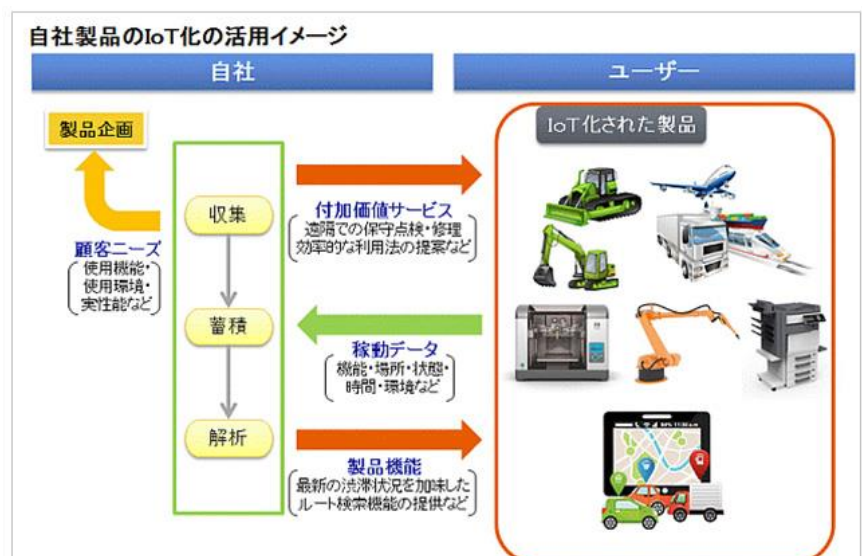 自社製品のIoT化の活用イメージ
自社
ユーザー
製品企画
IoT化された製品
収集
付加価値サービス
遠隔での保守点検・修理
効率的な利用法の提案など
顧客ニーズ
使用機能・
使用環境・
実性能など
蓄積
稼動データ
機能・場所・状態・
時間・環境など
解析
製品機能
最新の渋滞状況を加味した
ルート検索機能の提供など